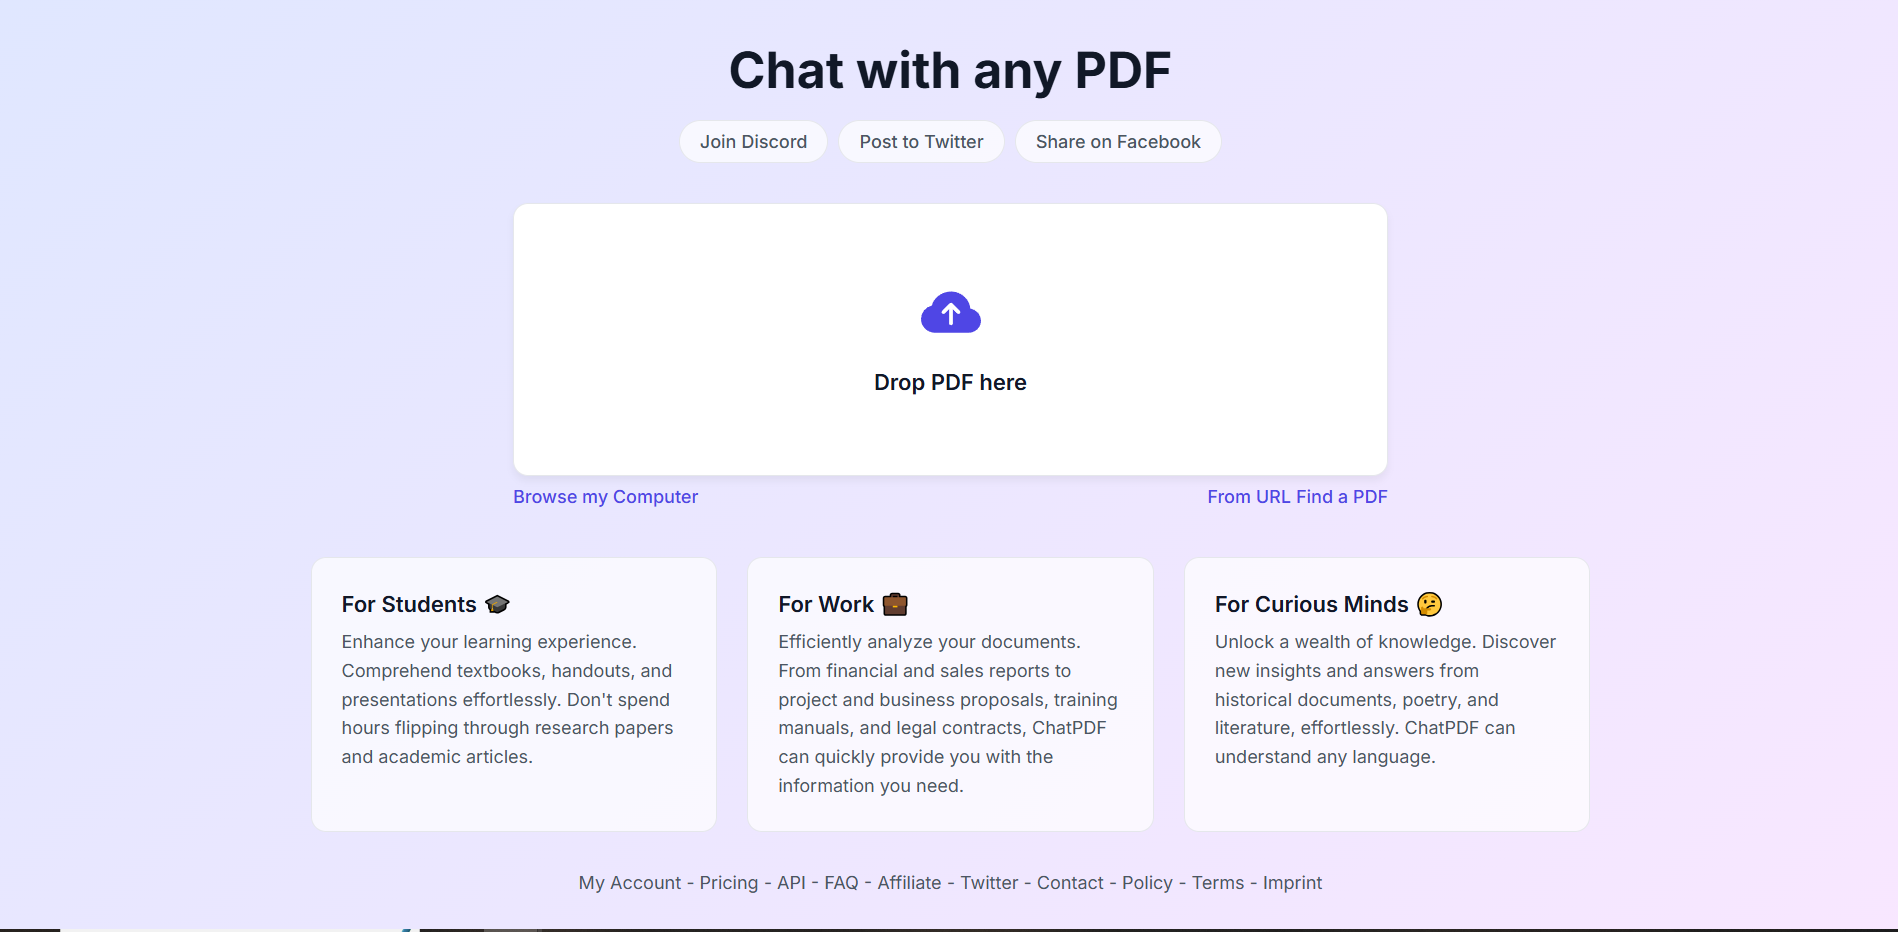 Chat with any PDF
Join Discord
Post to Twitter
Share on Facebook
Drop PDF here
Browse my Computer
From URL Find a PDF
For Students
Enhance your learning experience.
Comprehend textbooks, handouts, and
presentations effortlessly. Don't spend
hours flipping through research papers
and academic articles.
For Work
Efficiently analyze your documents.
From financial and sales reports to
project and business proposals, training
manuals, and legal contracts, ChatPDF
can quickly provide you with the
information you need.
For Curious Minds
Unlock a wealth of knowledge. Discover
new insights and answers from
historical documents, poetry, and
literature, effortlessly. ChatPDF can
understand any language.
My Account - Pricing - API - FAQ - Affiliate - Twitter - Contact - Policy - Terms - Imprint